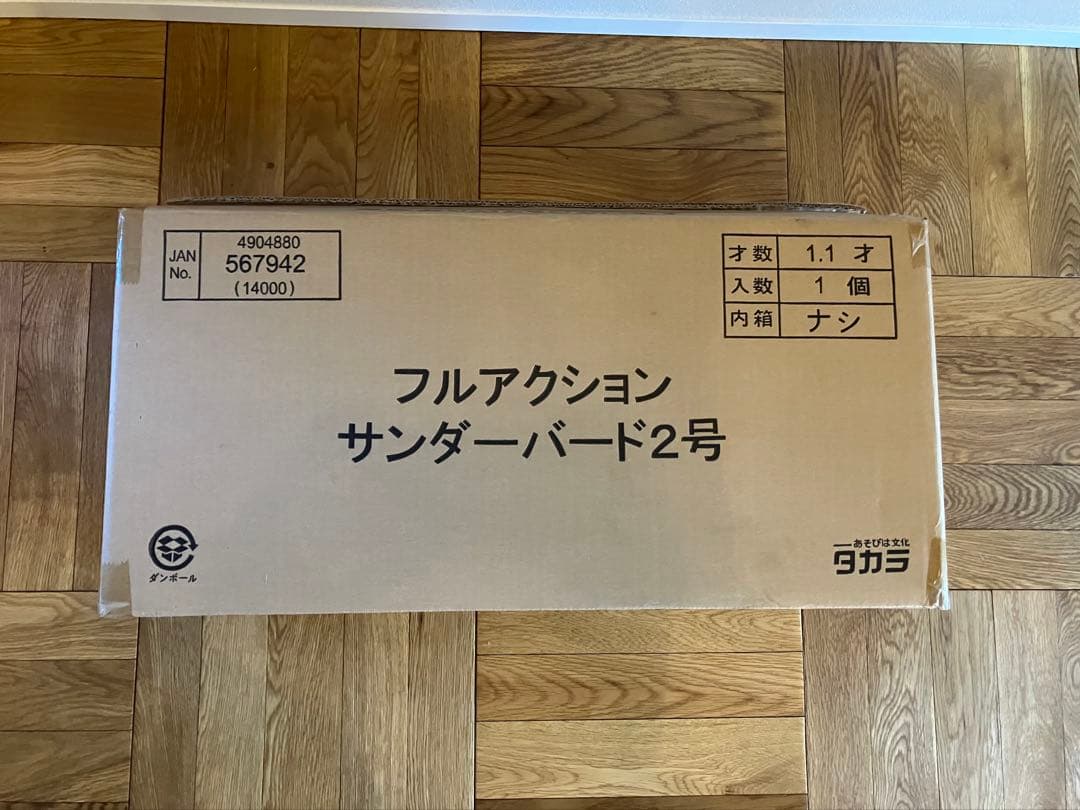 JAN No.
4904880
567942
(14000)
才数 1.1 才
入数 1 個
内箱 ナシ
フルアクション
サンダーバード2号
ダンボール
あそびは文化
タカラ